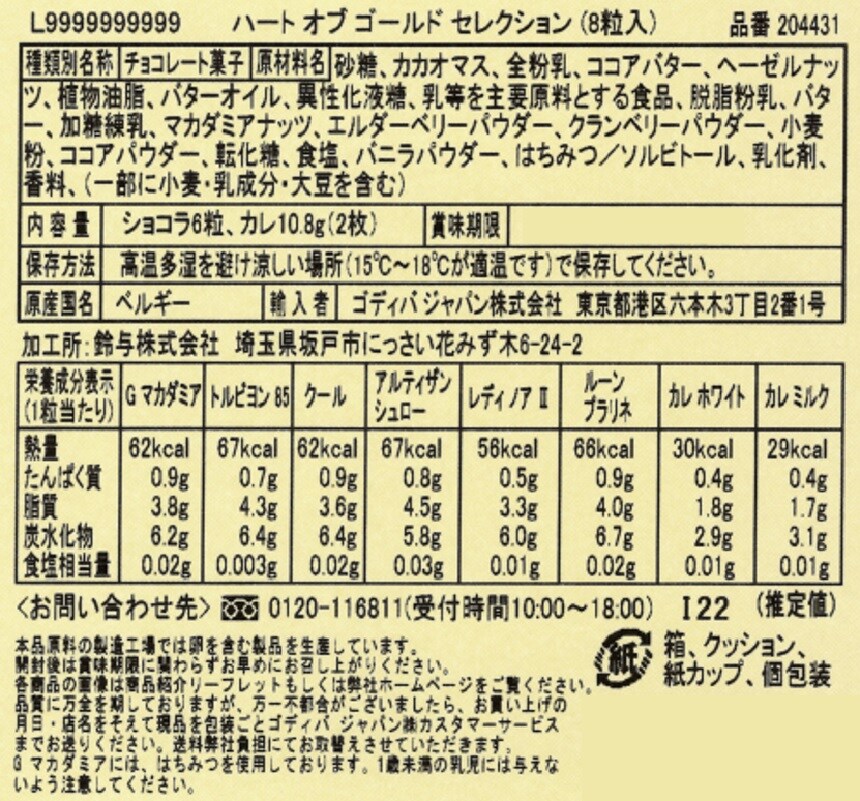 L9999999999 ハート オブ ゴールド セレクション (8粒入) 品番 204431
種類別名称 チョコレート菓子 原材料名 砂糖、カカオマス、全粉乳、ココアバター、ヘーゼルナッ
ツ、植物油脂、バターオイル、異性化液糖、乳等を主要原料とする食品、脱脂粉乳、バタ
ー、加糖練乳、マカダミアナッツ、エルダーベリーパウダー、クランベリーパウダー、小麦
粉、ココアパウダー、転化糖、食塩、バニラパウダー、はちみつ/ソルビトール、乳化剤、
香料、(一部に小麦・乳成分・大豆を含む)
内容量 ショコラ6粒、カレ10.8g(2枚) 賞味期限
保存方法 高温多湿を避け涼しい場所(15℃〜18℃が適温です)で保存してください。
原産国名 ベルギー 輸入者 ゴディバ ジャパン株式会社 東京都港区六本木3丁目2番1号
加工所:鈴与株式会社 埼玉県坂戸市にっさい花みず木6-24-2
栄養成分表示 (1粒当たり) G マカダミア トルビヨン 85 クール アルティザン シュロー レディ ノア Ⅱ ルーン プラリネ カレ ホワイト カレ ミルク
熱量 62kcal 67kcal 62kcal 67kcal 56kcal 66kcal 30kcal 29kcal
たんぱく質 0.9g 0.7g 0.9g 0.8g 0.5g 0.9g 0.4g 0.4g
脂質 3.8g 4.3g 3.6g 4.5g 3.3g 4.0g 1.8g 1.7g
炭水化物 6.2g 6.4g 6.4g 5.8g 6.0g 6.7g 2.9g 3.1g
食塩相当量 0.02g 0.003g 0.02g 0.03g 0.01g 0.02g 0.01g 0.01g
<お問い合わせ先> 0120-116811(受付時間10:00〜18:00) I22 (推定値)
本品原料の製造工場では卵を含む製品を生産しています。
開封後は賞味期限に関わらずお早めにお召し上がりください。
各商品の画像は商品紹介リーフレットもしくは弊社ホームページをご覧ください。
品質に万全を期しておりますが、万一不都合がございましたら、お買い上げの
月日・店名をそえて現品を包装ごとゴディバ ジャパン㈱カスタマーサービス
までお送りください。送料弊社負担にてお取替えさせていただきます。
G マカダミアには、はちみつを使用しております。1歳未満の乳児には与えな
いよう注意してください。
紙 箱、クッション、
紙カップ、個包装